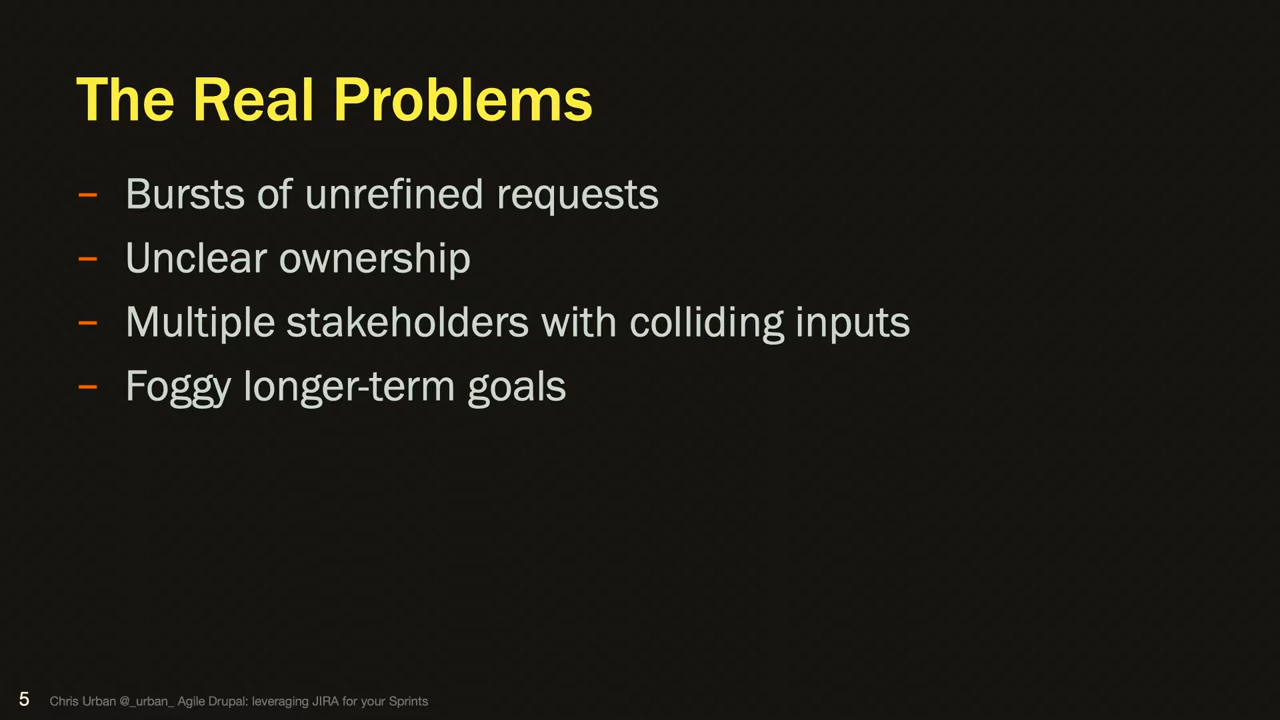 The Real Problems
– Bursts of unrefined requests
– Unclear ownership
– Multiple stakeholders with colliding inputs
– Foggy longer-term goals
5 Chris Urban @_urban_ Agile Drupal: leveraging JIRA for your Sprints